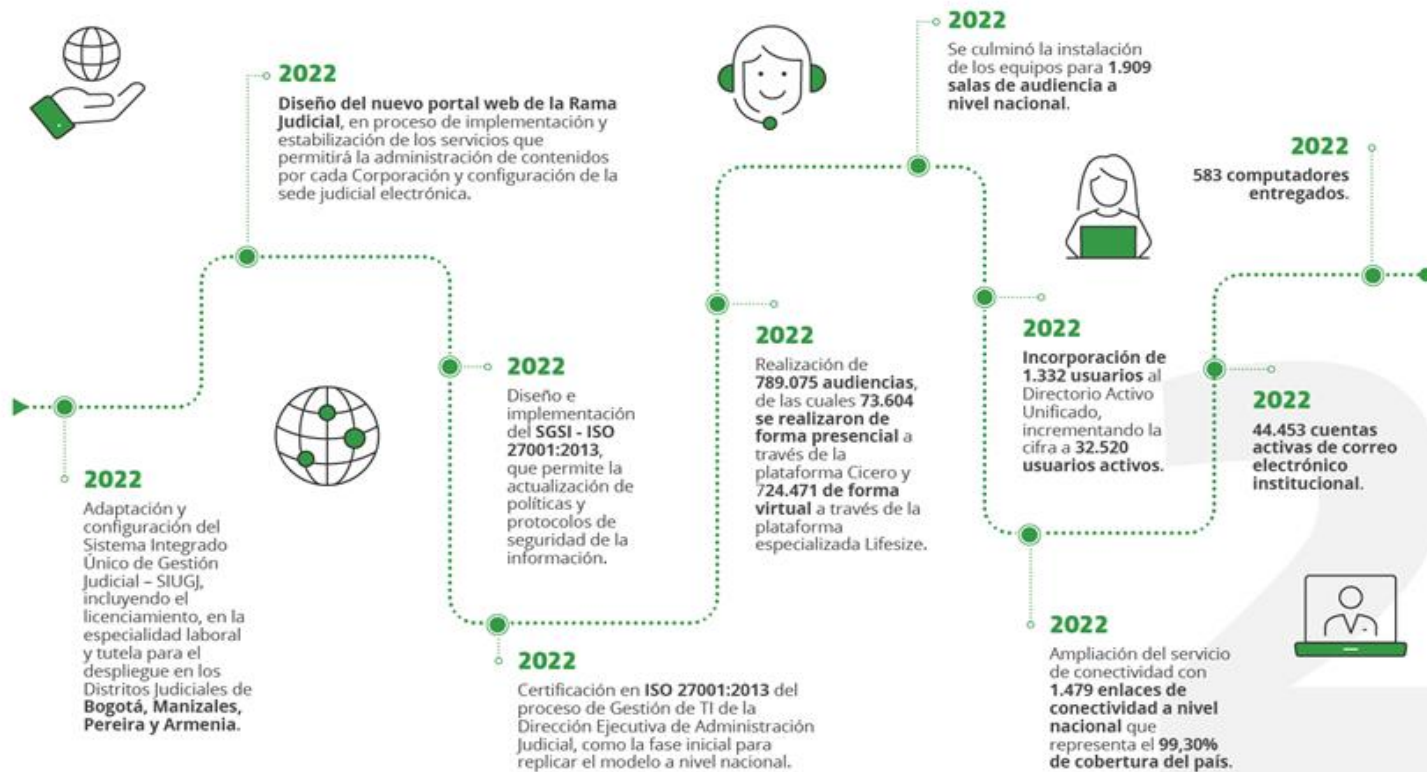 2022
Adaptación y
configuración del
Sistema Integrado
Único de Gestión
Judicial – SIUGJ,
incluyendo el
licenciamiento, en la
especialidad laboral
y tutela para el
despliegue en los
Distritos Judiciales de
Bogotá, Manizales,
Pereira y Armenia.
2022
Diseño del nuevo portal web de la Rama
Judicial, en proceso de implementación y
estabilización de los servicios que
permitirá la administración de contenidos
por cada Corporación y configuración de la
sede judicial electrónica.
2022
Diseño e
implementación
del SGSI - ISO
27001:2013,
que permite la
actualización de
políticas y
protocolos de
seguridad de la
información.
2022
Certificación en ISO 27001:2013 del
proceso de Gestión de TI de la
Dirección Ejecutiva de Administración
Judicial, como la fase inicial para
replicar el modelo a nivel nacional.
2022
Realización de
789.075 audiencias,
de las cuales 73.604
se realizaron de
forma presencial a
través de la
plataforma Cicero y
724.471 de forma
virtual a través de la
plataforma
especializada Lifesize.
2022
Se culminó la instalación
de los equipos para 1.909
salas de audiencia a
nivel nacional.
2022
Incorporación de
1.332 usuarios al
Directorio Activo
Unificado,
incrementando la
cifra a 32.520
usuarios activos.
2022
Ampliación del servicio
de conectividad con
1.479 enlaces de
conectividad a nivel
nacional que
representa el 99,30%
de cobertura del país.
2022
44.453 cuentas
activas de correo
electrónico
institucional.
2022
583 computadores
entregados.
2